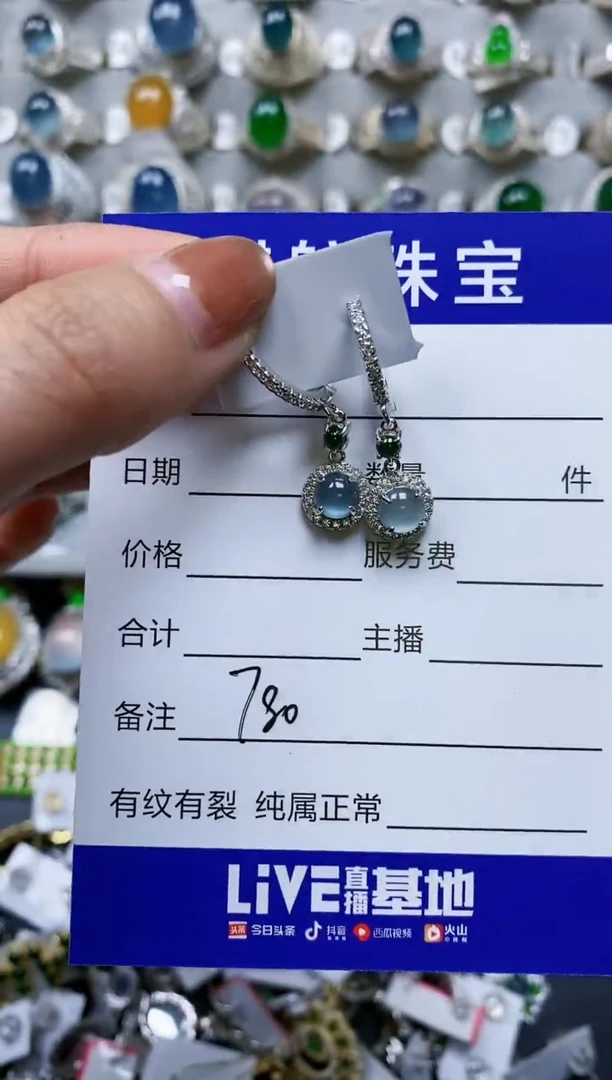 珠宝
日期 数量 件
价格 服务费
合计 主播
备注 780
有纹有裂 纯属正常
LiVE直播基地
头条 今日头条 抖音 西瓜视频 火山